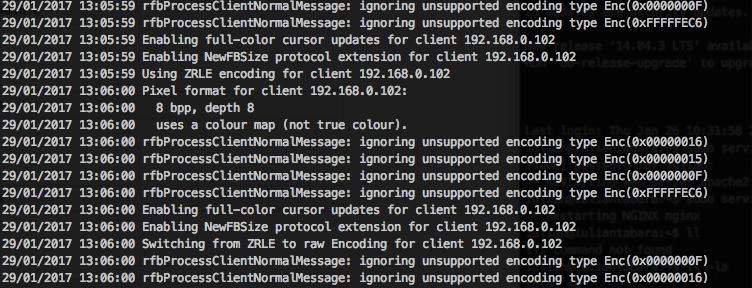 29/01/2017 13:05:59 rfbProcessClientNormalMessage: ignoring unsupported encoding type Enc(0x0000000F)
29/01/2017 13:05:59 rfbProcessClientNormalMessage: ignoring unsupported encoding type Enc(0xFFFFFEC6)
29/01/2017 13:05:59 Enabling full-color cursor updates for client 192.168.0.102
29/01/2017 13:05:59 Enabling NewFBSize protocol extension for client 192.168.0.102
29/01/2017 13:05:59 Using ZRLE encoding for client 192.168.0.102
29/01/2017 13:06:00 Pixel format for client 192.168.0.102:
29/01/2017 13:06:00   8 bpp, depth 8
29/01/2017 13:06:00   uses a colour map (not true colour).
29/01/2017 13:06:00 rfbProcessClientNormalMessage: ignoring unsupported encoding type Enc(0x00000016)
29/01/2017 13:06:00 rfbProcessClientNormalMessage: ignoring unsupported encoding type Enc(0x00000015)
29/01/2017 13:06:00 rfbProcessClientNormalMessage: ignoring unsupported encoding type Enc(0x0000000F)
29/01/2017 13:06:00 rfbProcessClientNormalMessage: ignoring unsupported encoding type Enc(0xFFFFFEC6)
29/01/2017 13:06:00 Enabling full-color cursor updates for client 192.168.0.102
29/01/2017 13:06:00 Enabling NewFBSize protocol extension for client 192.168.0.102
29/01/2017 13:06:00 Switching from ZRLE to raw Encoding for client 192.168.0.102
29/01/2017 13:06:00 rfbProcessClientNormalMessage: ignoring unsupported encoding type Enc(0x0000000F)
29/01/2017 13:06:00 rfbProcessClientNormalMessage: ignoring unsupported encoding type Enc(0x00000016)